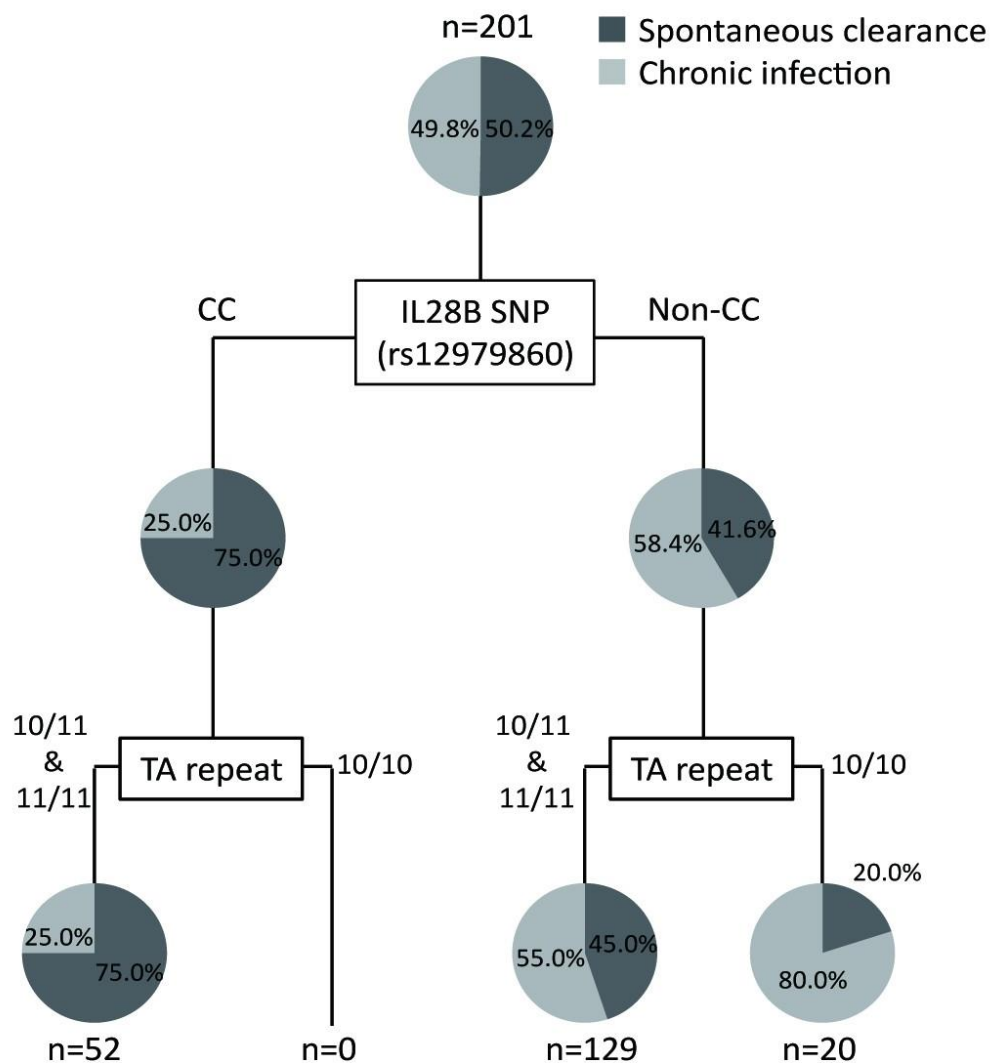 n=201
Spontaneous clearance
Chronic infection
49.8% 50.2%
CC
IL28B SNP
(rs12979860)
Non-CC
25.0%
75.0%
58.4%
41.6%
10/11
&
11/11
TA repeat
10/10
10/11
&
11/11
TA repeat
10/10
25.0%
75.0%
55.0%
45.0%
20.0%
80.0%
n=52
n=0
n=129
n=20